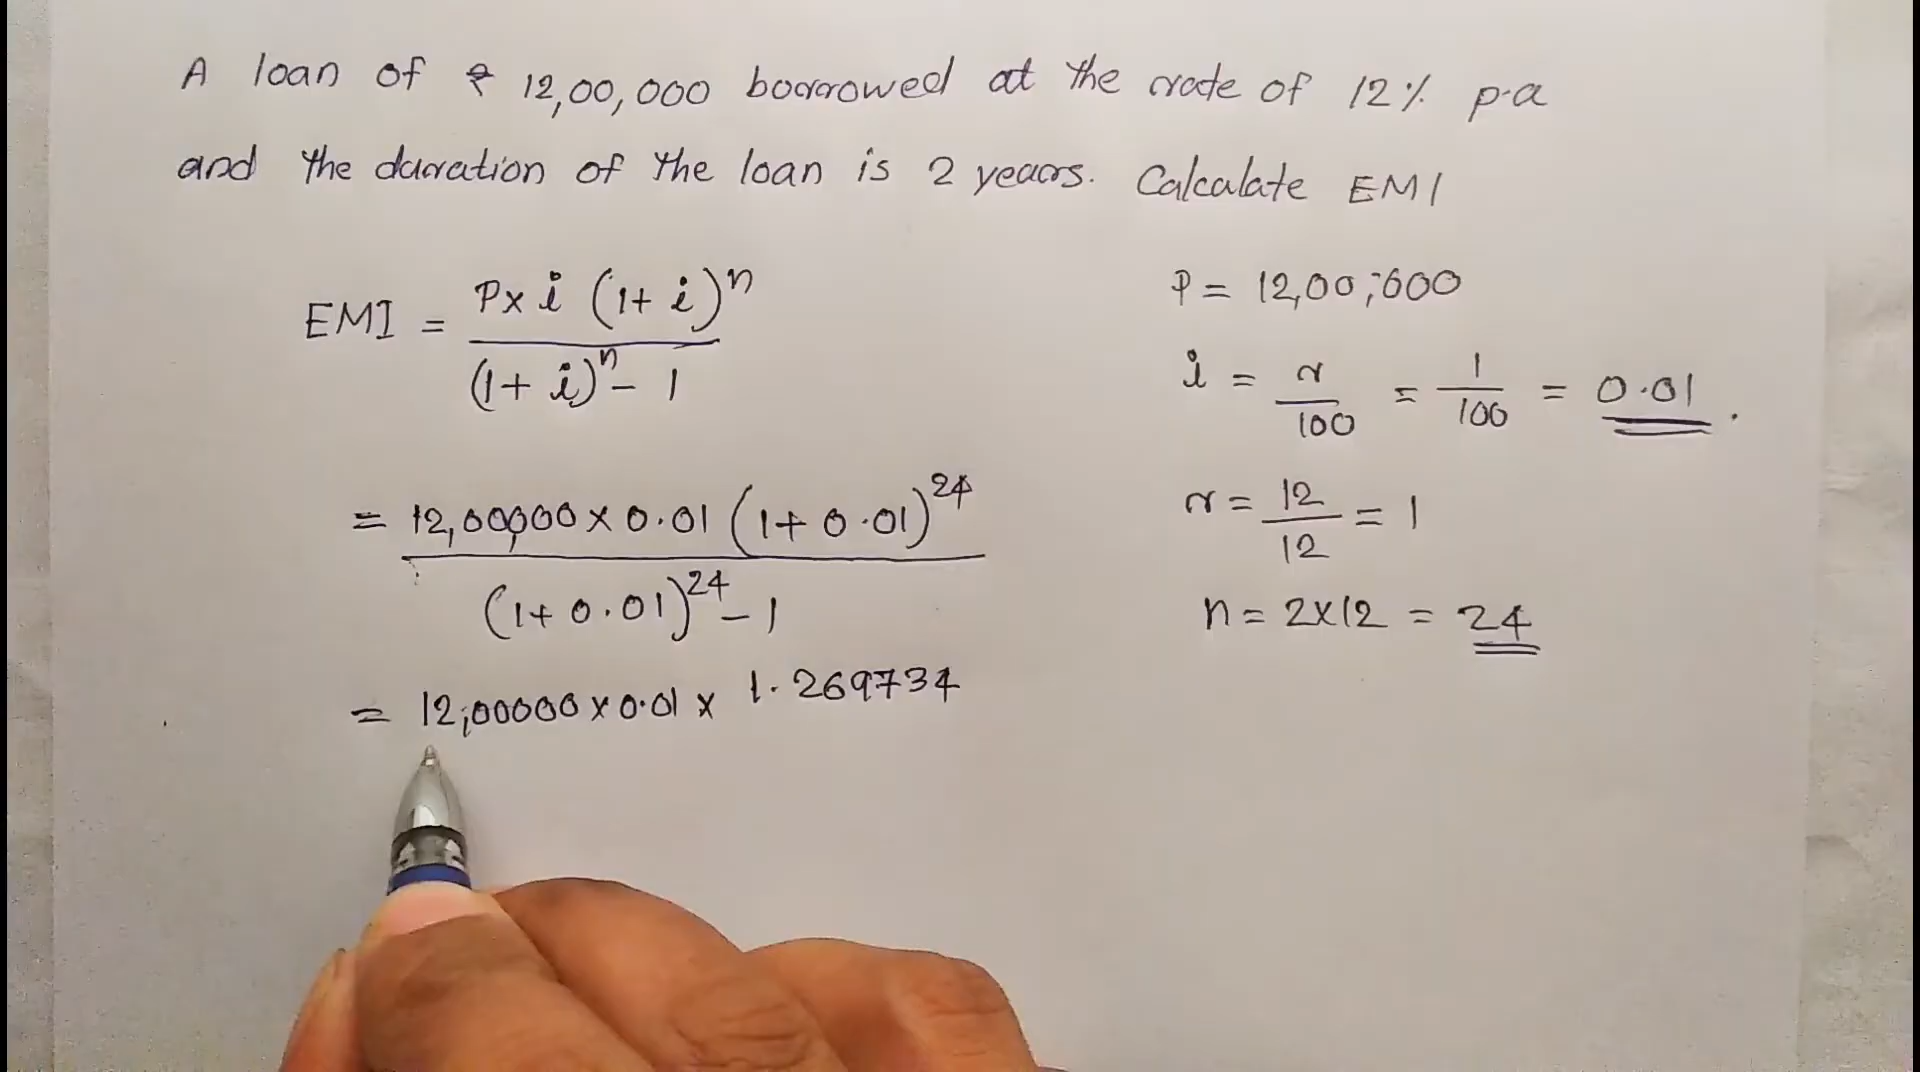 A loan of ₹ 12,00,000 borrowed at the rate of 12% p.a
and the duration of the loan is 2 years. Calculate EMI
EMI = P x i (1 + i)^n
(1 + i)^n - 1
= 12,00,000 x 0.01 (1 + 0.01)^24
(1 + 0.01)^24 - 1
= 12,00000 x 0.01 x 1.269734
P = 12,00,000
i = r/100 = 1/100 = 0.01
r = 12/12 = 1
n = 2x12 = 24